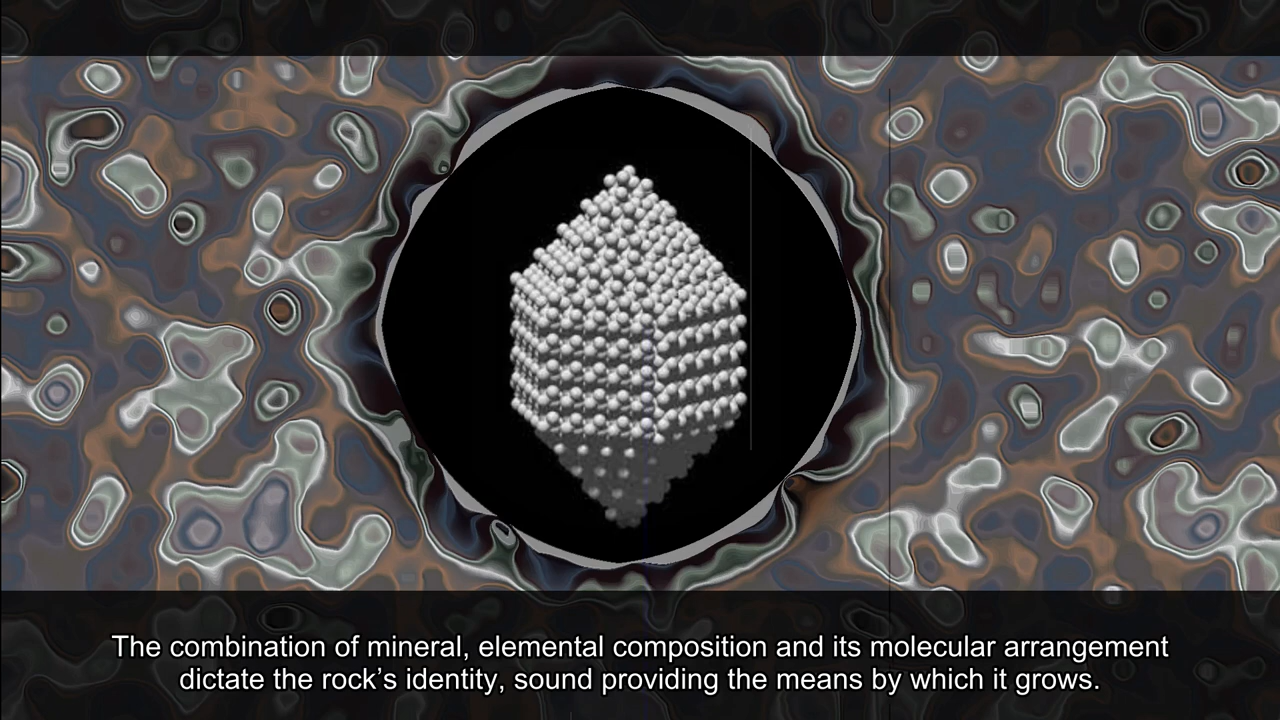 The combination of mineral, elemental composition and its molecular arrangement
dictate the rock’s identity, sound providing the means by which it grows.